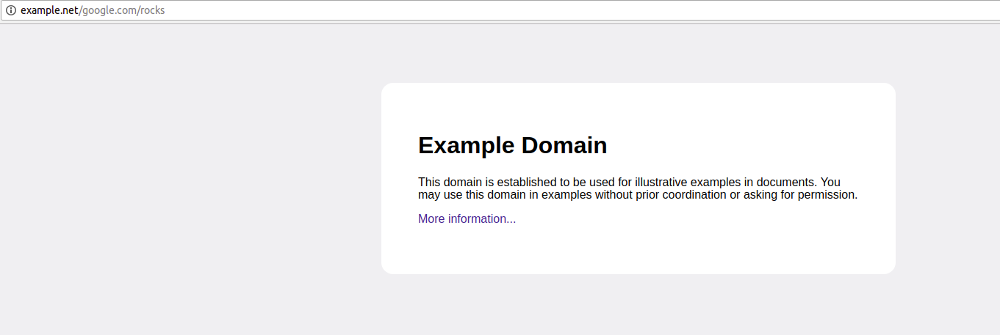 example.net/google.com/rocks
Example Domain
This domain is established to be used for illustrative examples in documents. You
may use this domain in examples without prior coordination or asking for permission.
More information...